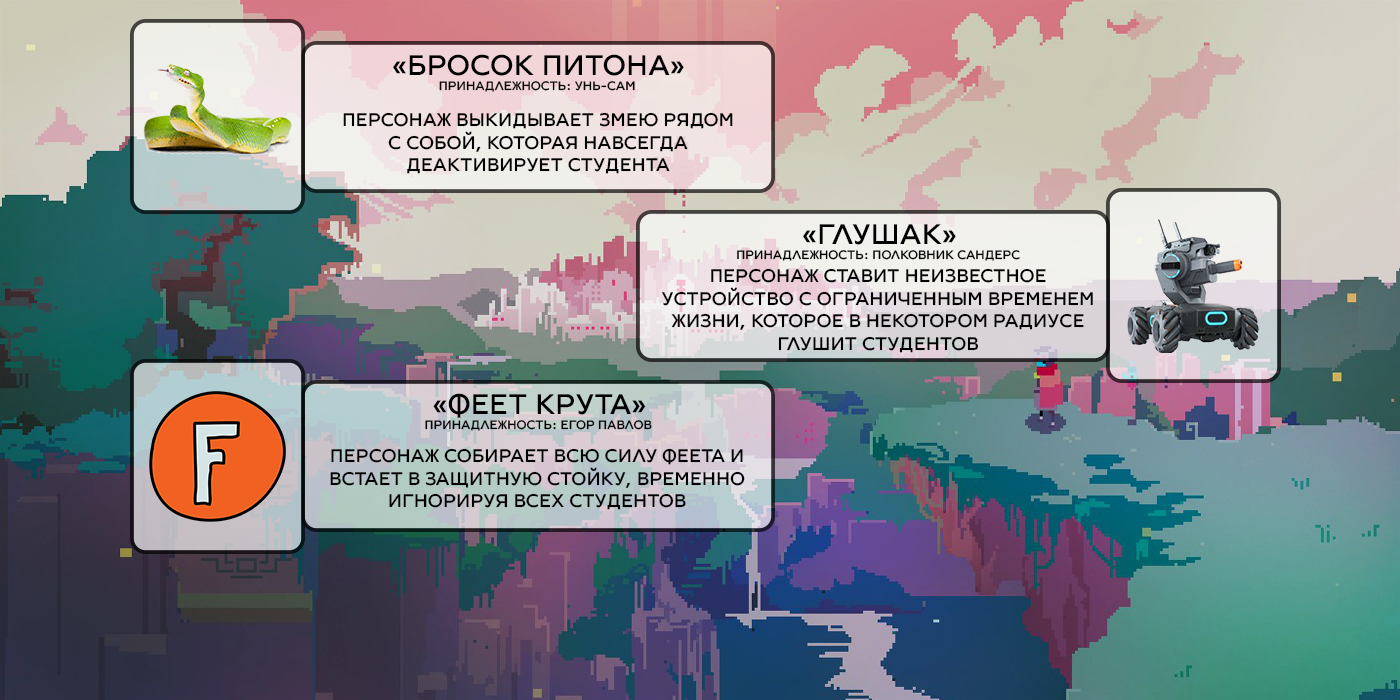 «БРОСОК ПИТОНА»
ПРИНАДЛЕЖНОСТЬ: УНЬ-САМ
ПЕРСОНАЖ ВЫКИДЫВАЕТ ЗМЕЮ РЯДОМ
С СОБОЙ, КОТОРАЯ НАВСЕГДА
ДЕАКТИВИРУЕТ СТУДЕНТА
«ГЛУШАК»
ПРИНАДЛЕЖНОСТЬ: ПОЛКОВНИК САНДЕРС
ПЕРСОНАЖ СТАВИТ НЕИЗВЕСТНОЕ
УСТРОЙСТВО С ОГРАНИЧЕННЫМ ВРЕМЕНЕМ
ЖИЗНИ, КОТОРОЕ В НЕКОТОРОМ РАДИУСЕ
ГЛУШИТ СТУДЕНТОВ
F
«ФЕЕТ КРУТА»
ПРИНАДЛЕЖНОСТЬ: ЕГОР ПАВЛОВ
ПЕРСОНАЖ СОБИРАЕТ ВСЮ СИЛУ ФЕЕТА И
ВСТАЕТ В ЗАЩИТНУЮ СТОЙКУ, ВРЕМЕННО
ИГНОРИРУЯ ВСЕХ СТУДЕНТОВ